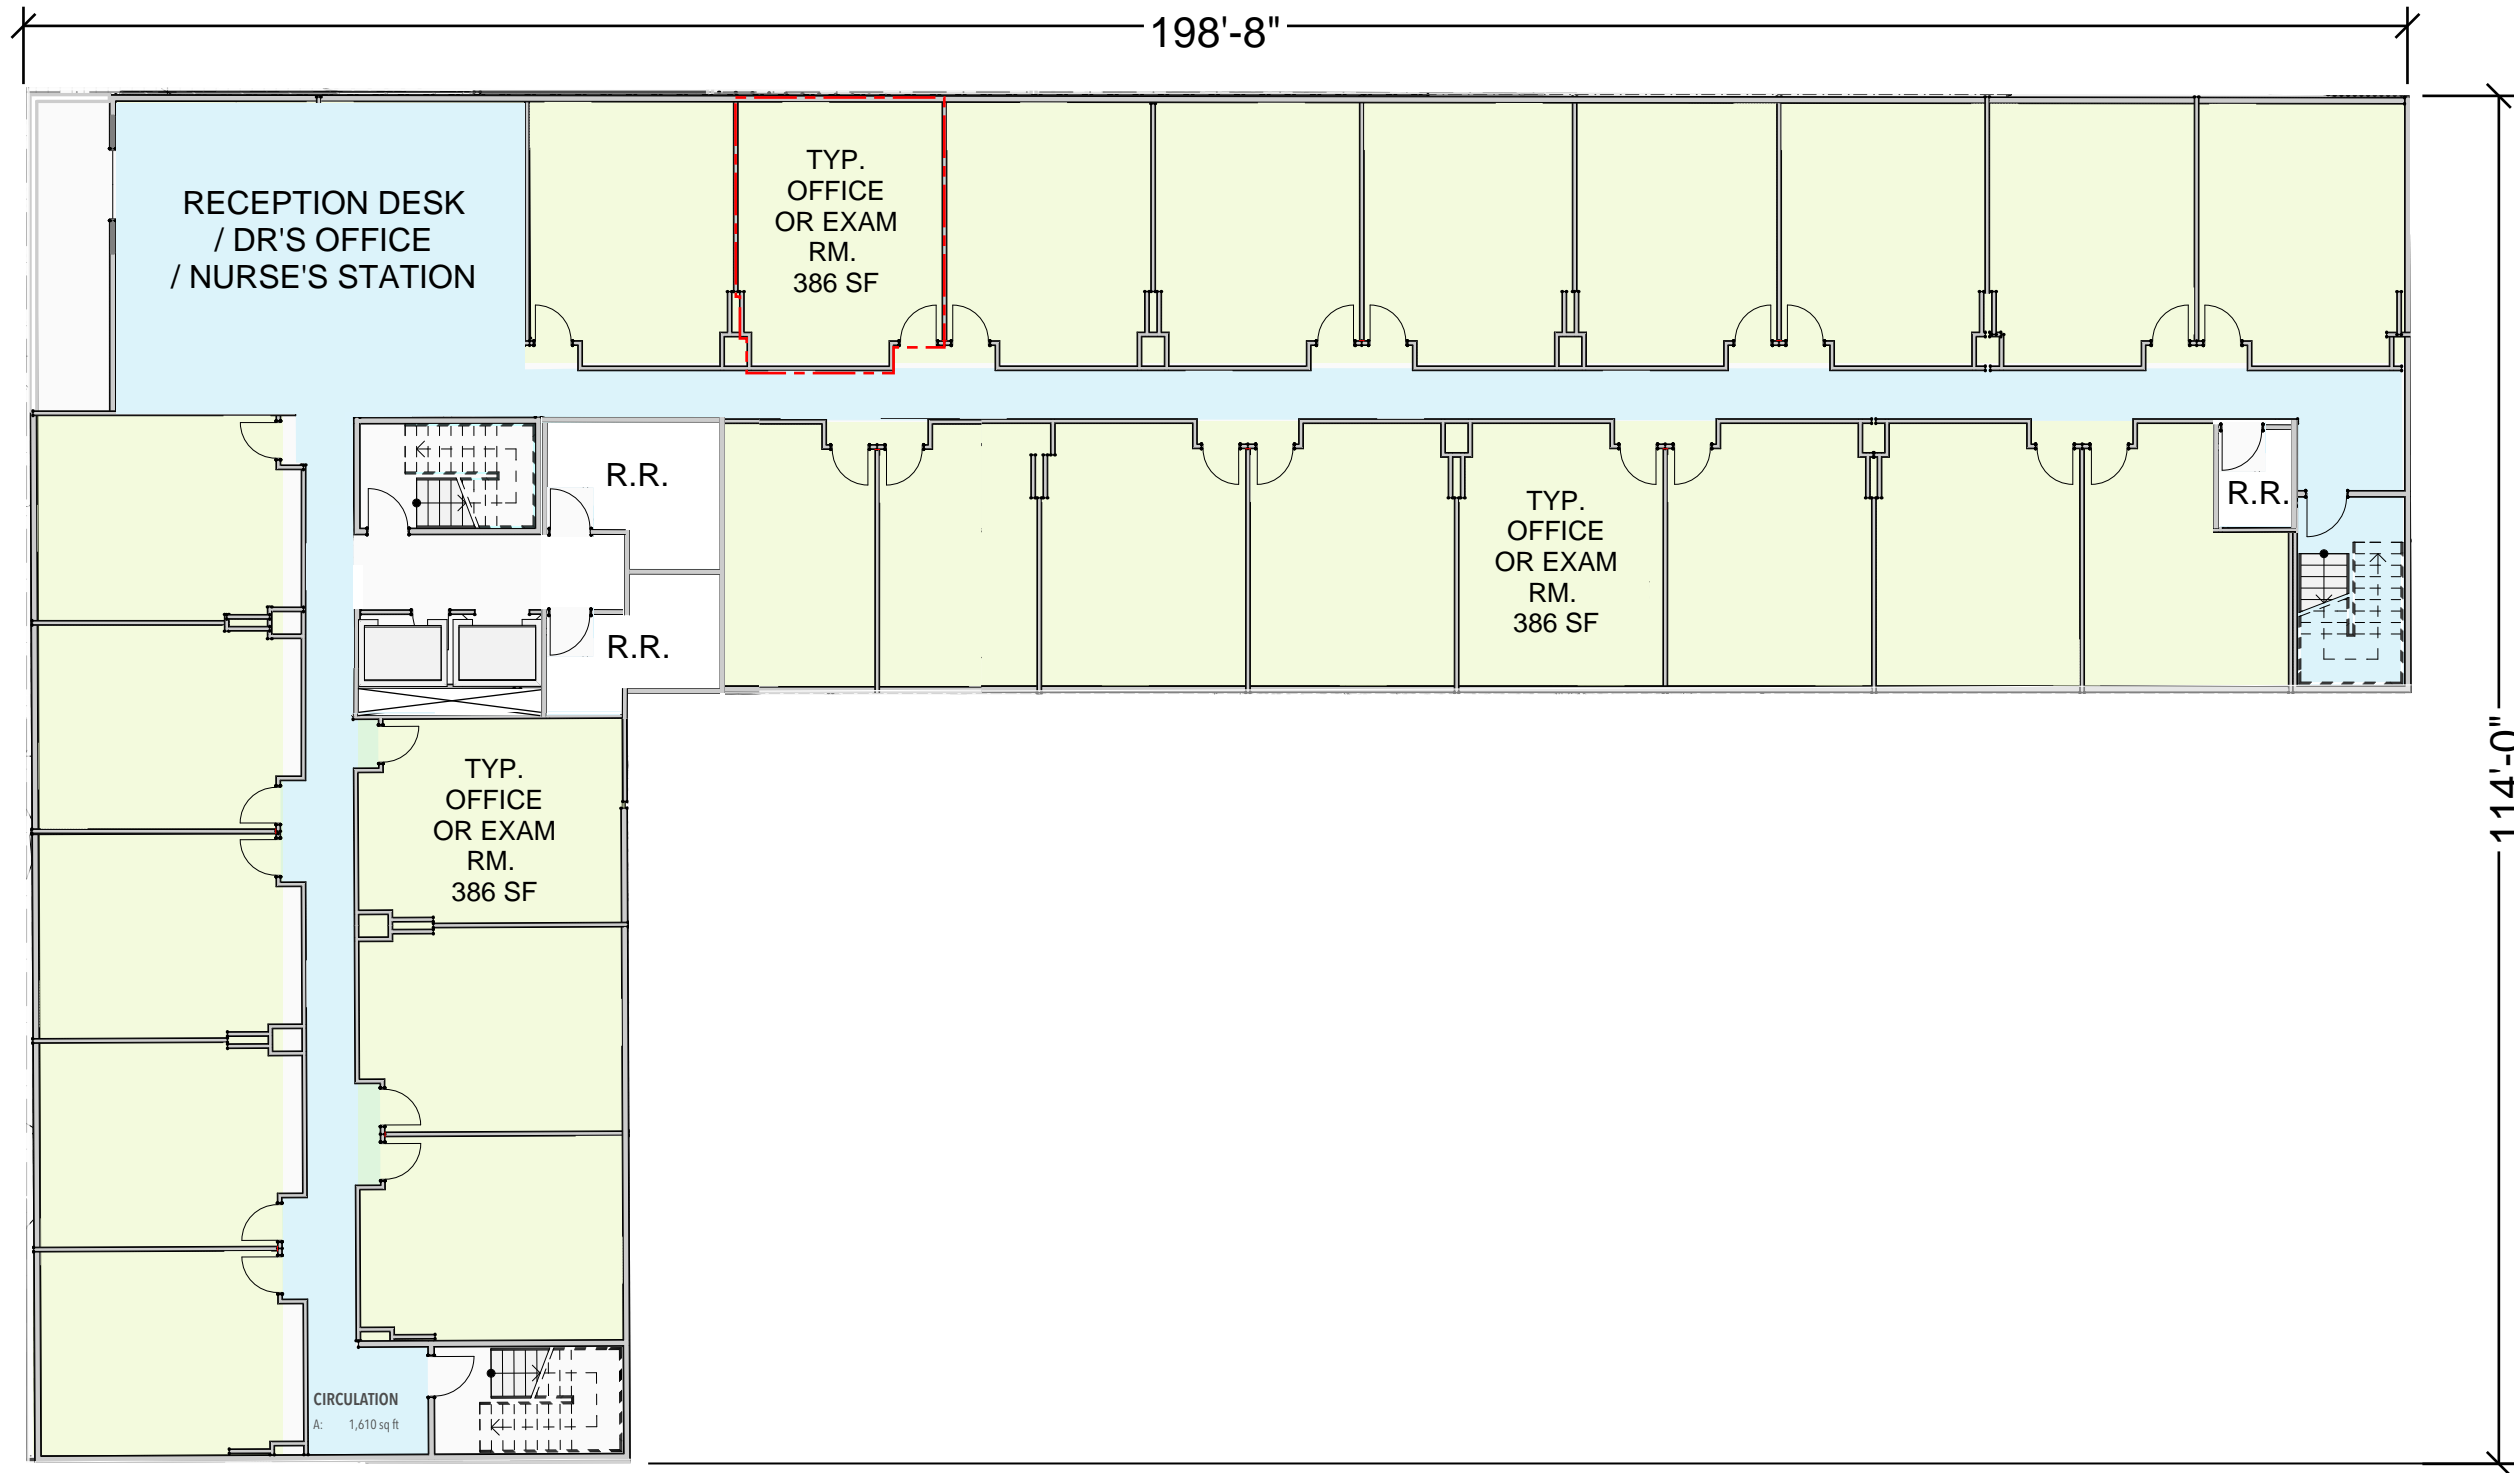 198'-8"
RECEPTION DESK
/ DR'S OFFICE
/ NURSE'S STATION
TYP.
OFFICE
OR EXAM
RM.
386 SF
R.R.
R.R.
TYP.
OFFICE
OR EXAM
RM.
386 SF
R.R.
TYP.
OFFICE
OR EXAM
RM.
386 SF
114'-0"
CIRCULATION
A: 1,610 sq ft